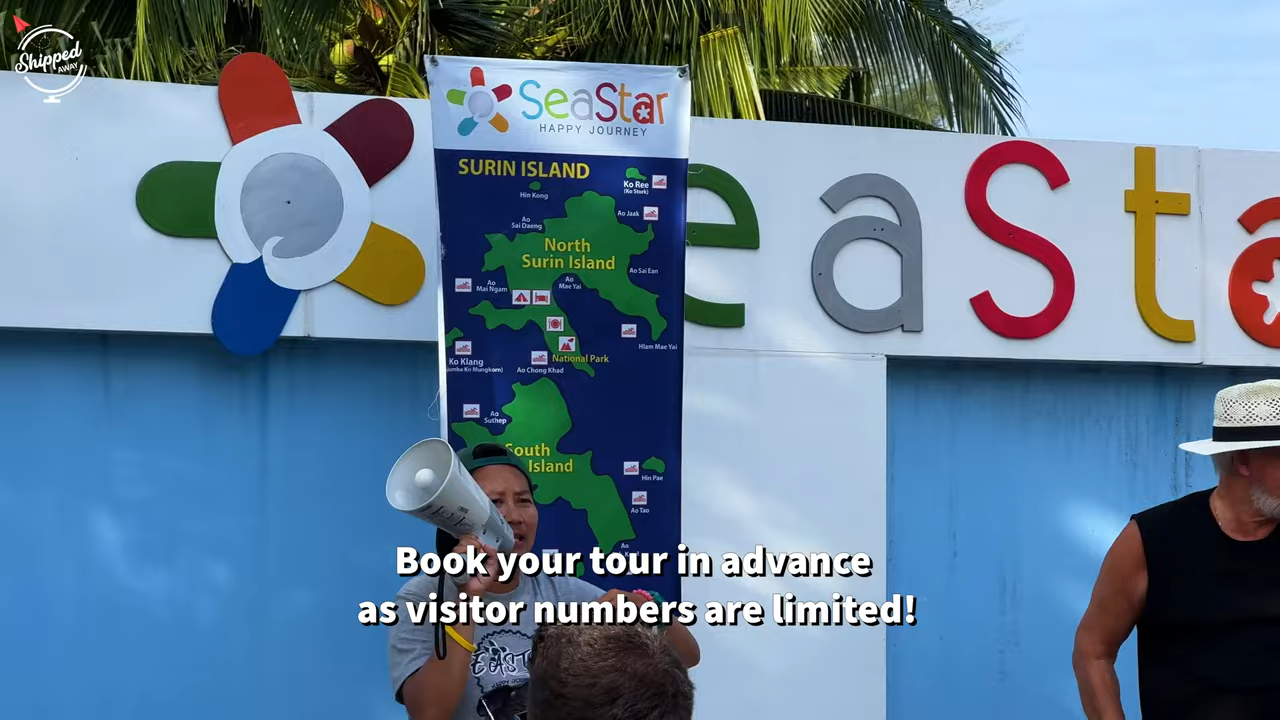 Shipped
AWAY
SeaStar
HAPPY JOURNEY
SURIN ISLAND
Ko Ree
(Ko Stork)
Hin Kong
Ao Jaak
Ao
Sai Daeng
North
Surin Island
Ao Sai Ean
Ao
Mai Ngam
Ao
Mae Yai
Hlam Mae Yai
National Park
Ko Klang
Ao Chong Khad
Ao
Suthep
South
Island
Hin Pae
Ao Tao
Ao
eaSta
Book your tour in advance
as visitor numbers are limited!